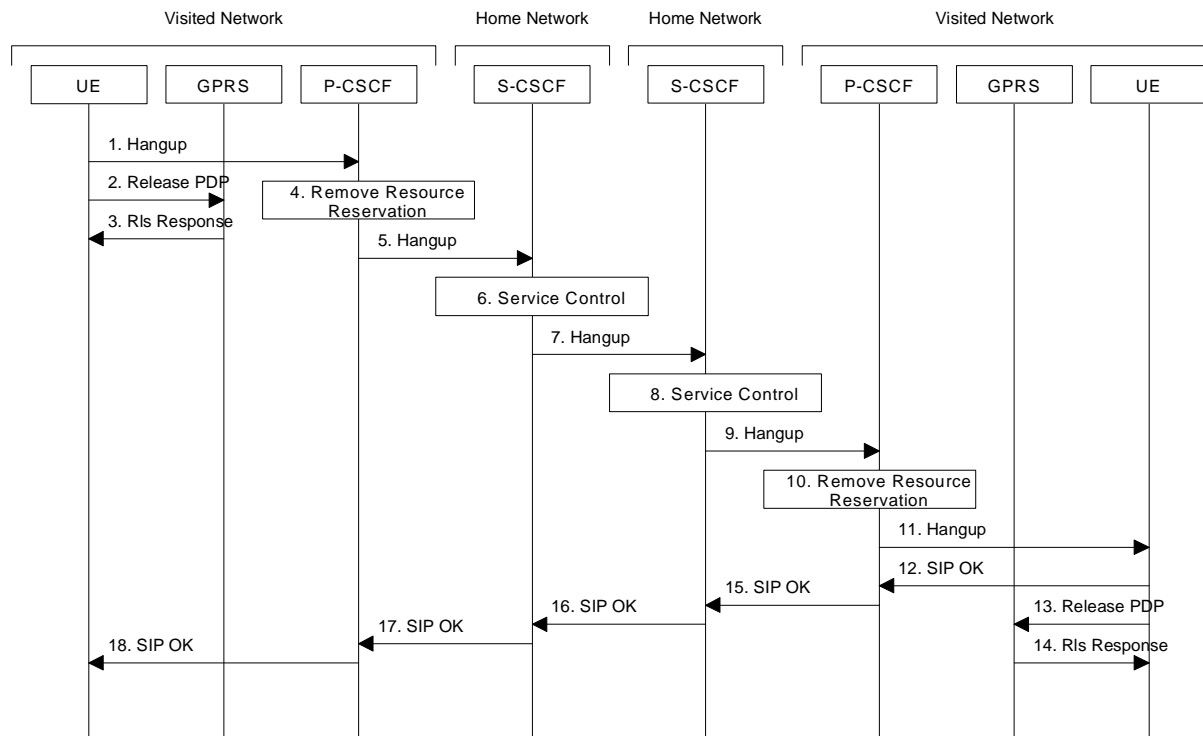 Visited Network
Home Network
Home Network
Visited Network
UE
GPRS
P-CSCF
S-CSCF
S-CSCF
P-CSCF
GPRS
UE
1. Hangup
2. Release PDP
4. Remove Resource
Reservation
3. Rls Response
5. Hangup
6. Service Control
7. Hangup
8. Service Control
9. Hangup
10. Remove Resource
Reservation
11. Hangup
12. SIP OK
15. SIP OK
16. SIP OK
13. Release PDP
17. SIP OK
18. SIP OK
14. Rls Response